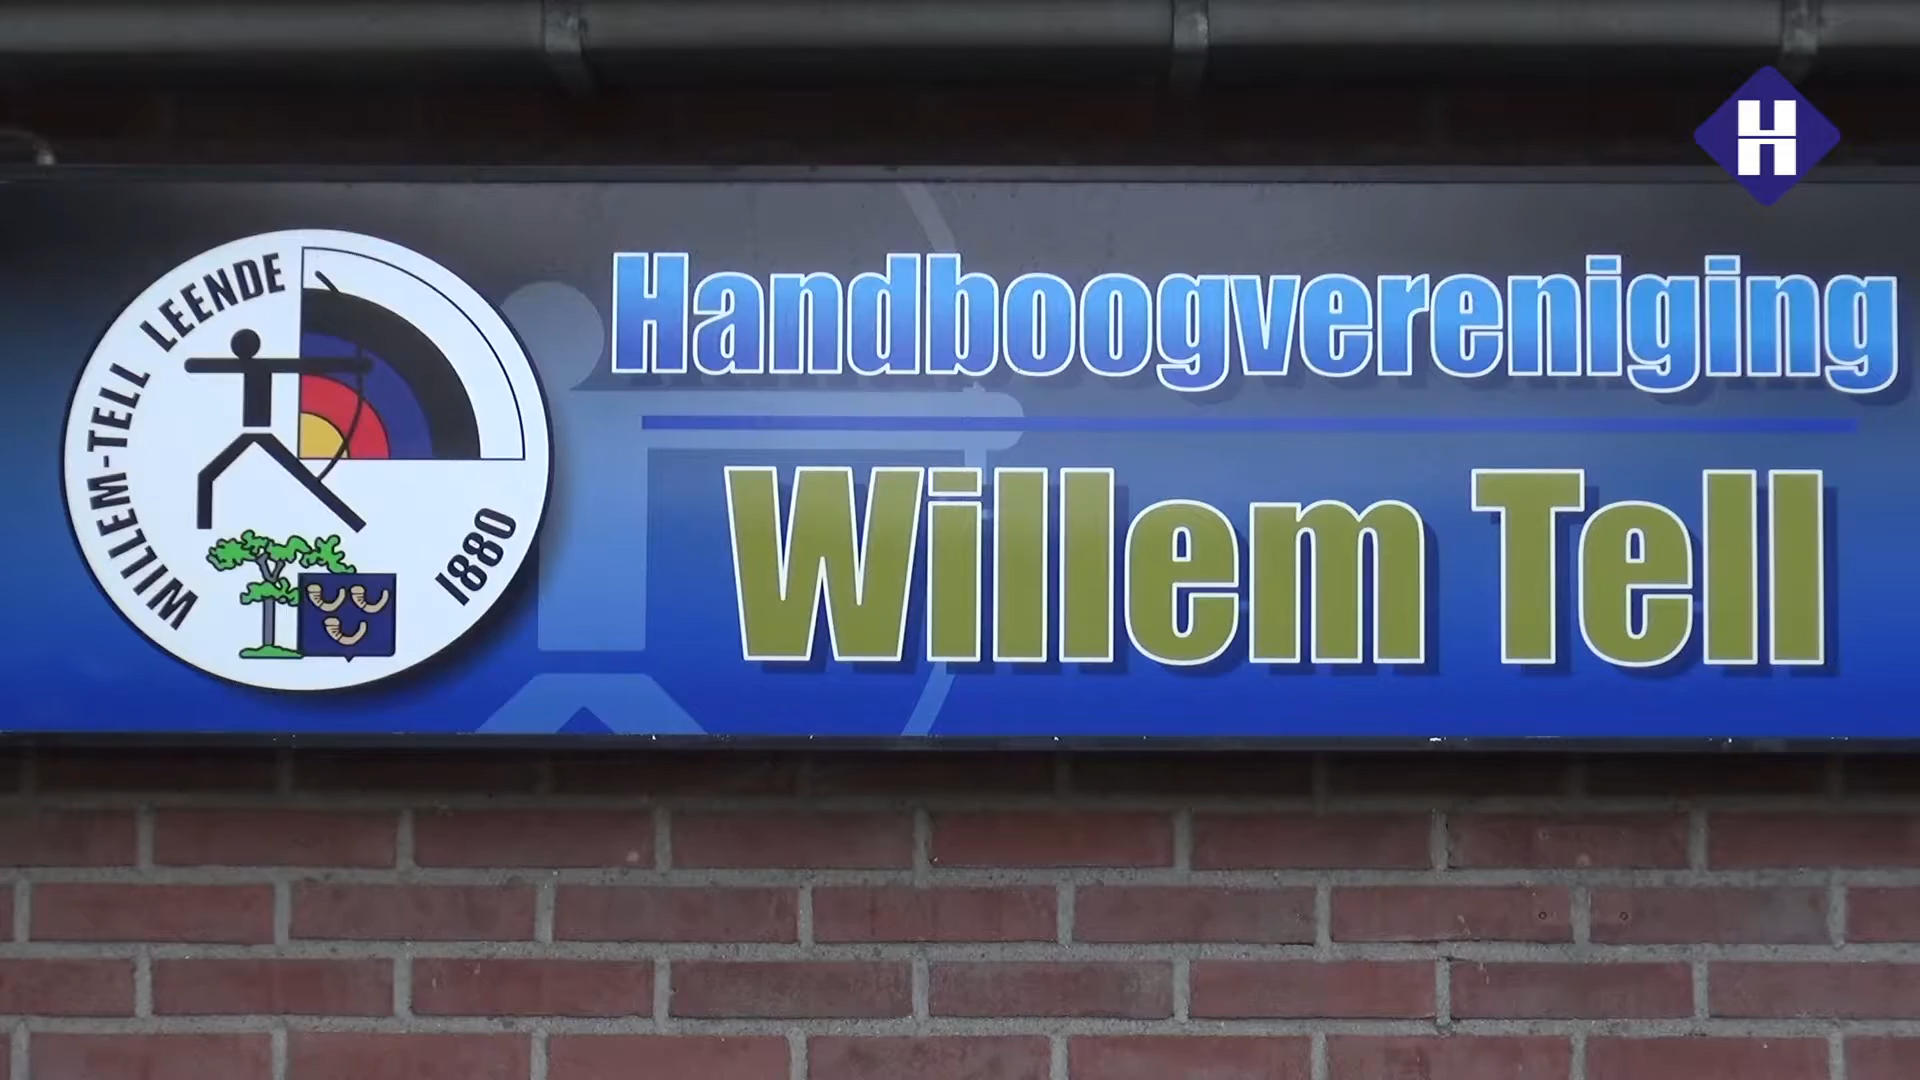 WILLEM-TELL LEENDE
1880
Handboogvereniging
Willem Tell
H